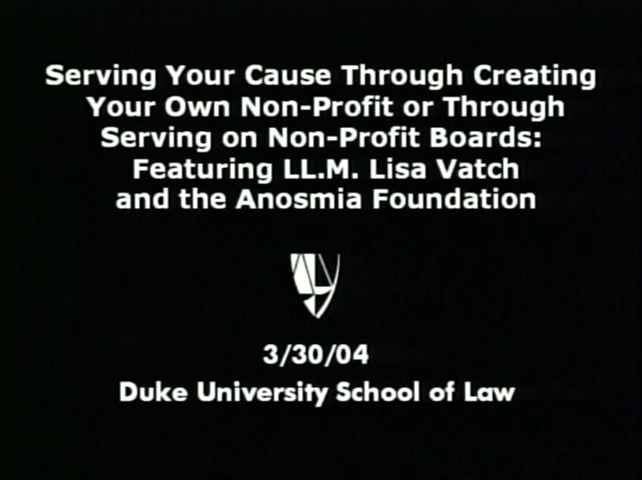 Serving Your Cause Through Creating
Your Own Non-Profit or Through
Serving on Non-Profit Boards:
Featuring LL.M. Lisa Vatch
and the Anosmia Foundation
3/30/04
Duke University School of Law